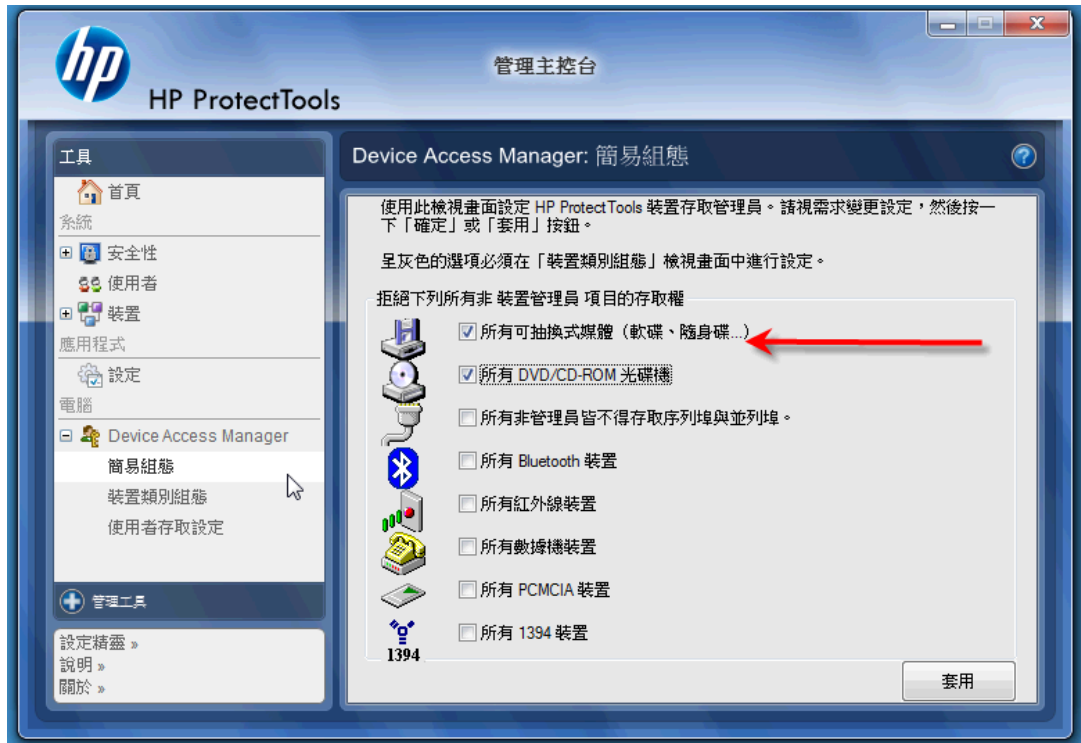 hp
管理主控台
HP ProtectTools
工具
首頁
系統
安全性
使用者
裝置
應用程式
設定
電腦
Device Access Manager
簡易組態
裝置類別組態
使用者存取設定
管理工具
設定精靈 »
說明 »
關於 »
Device Access Manager: 簡易組態
使用此檢視畫面設定 HP ProtectTools 裝置存取管理員。請視需求變更設定，然後按一
下「確定」或「套用」按鈕。
呈灰色的選項必須在「裝置類別組態」檢視畫面中進行設定。
拒絕下列所有非 裝置管理員 項目的存取權
所有可抽換式媒體（軟碟、隨身碟...）
所有 DVD/CD-ROM 光碟機
所有非管理員皆不得存取序列埠與並列埠。
所有 Bluetooth 裝置
所有紅外線裝置
所有數據機裝置
所有 PCMCIA 裝置
所有 1394 裝置
1394
套用